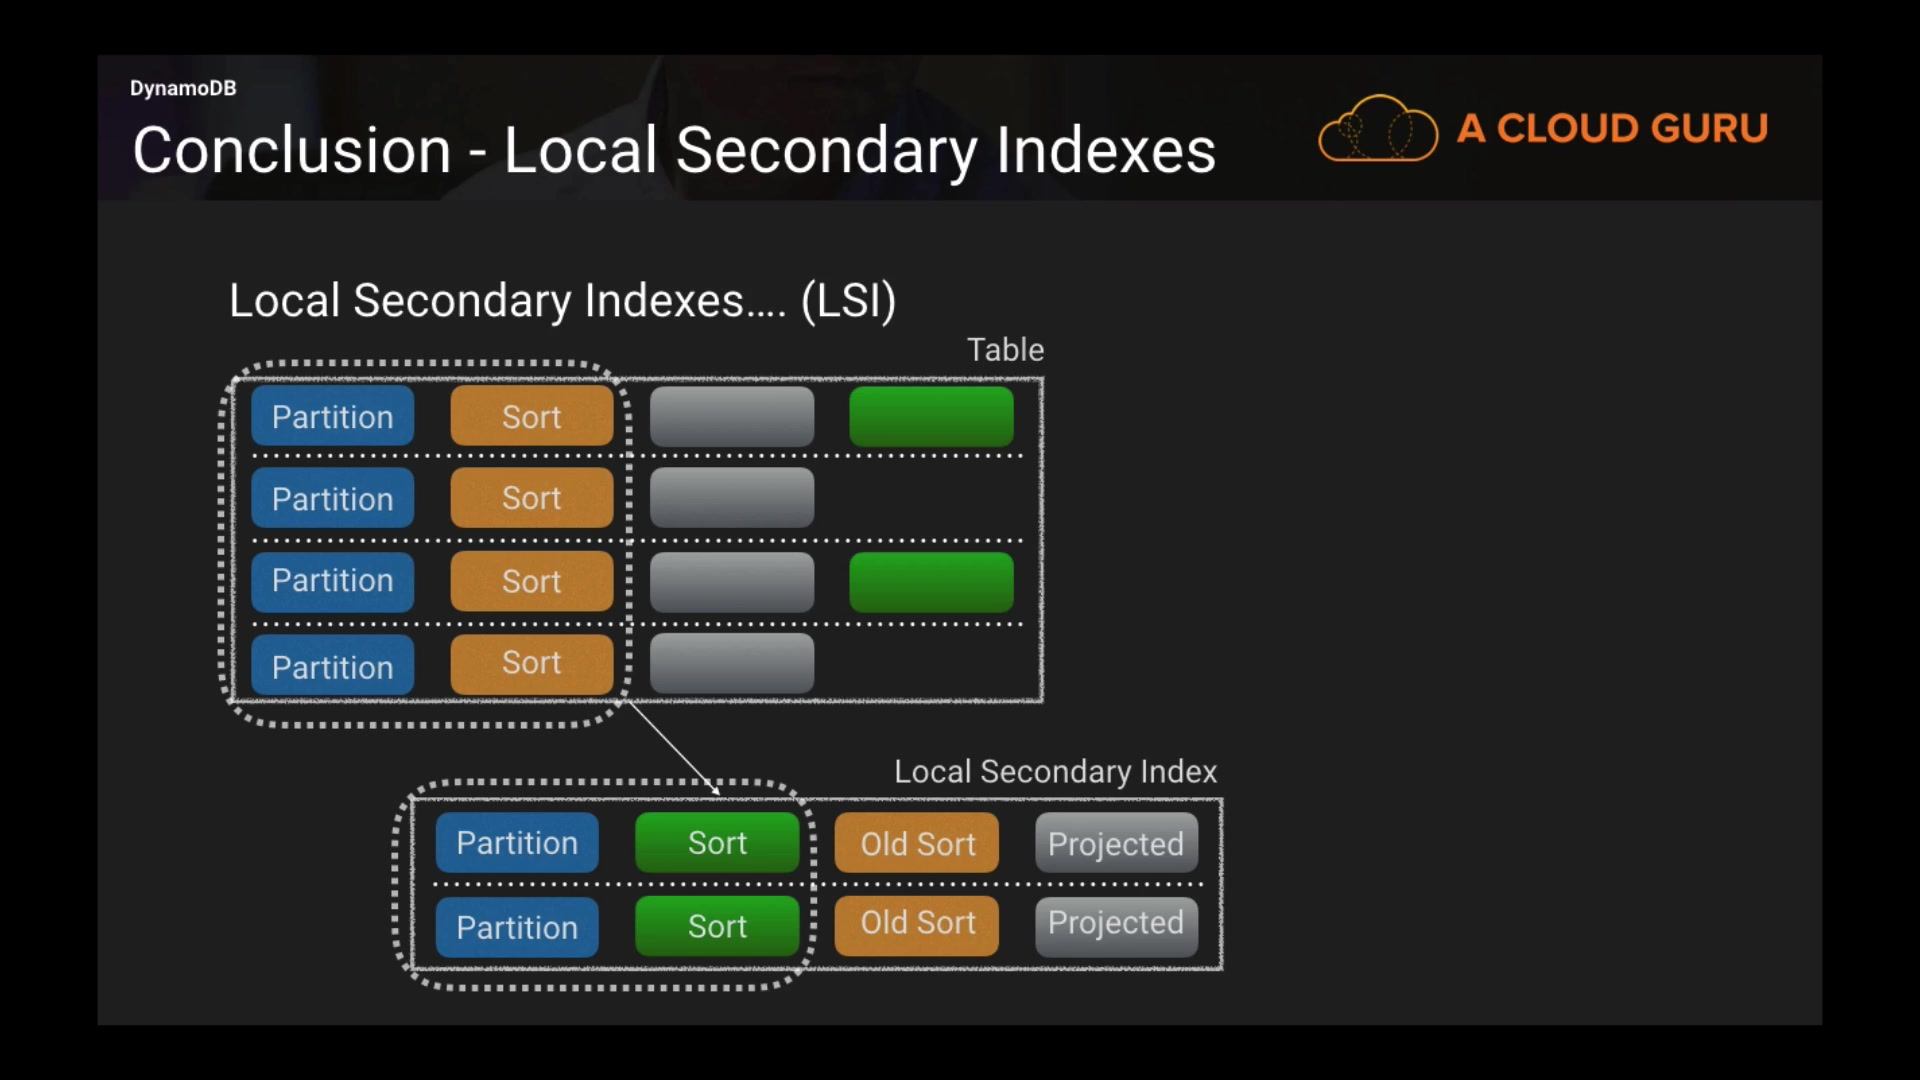 DynamoDB
Conclusion - Local Secondary Indexes
A CLOUD GURU
Local Secondary Indexes.... (LSI)
Table
Partition Sort
Partition Sort
Partition Sort
Partition Sort
Local Secondary Index
Partition Sort Old Sort Projected
Partition Sort Old Sort Projected